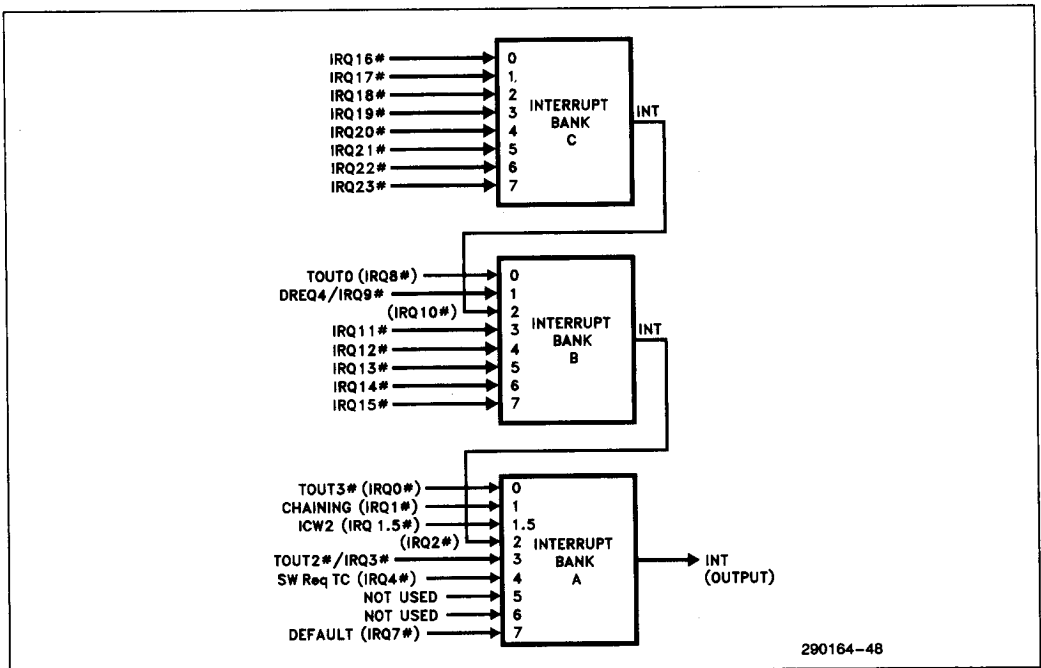 IRQ16# 0
IRQ17# 1.
IRQ18# 2
IRQ19# 3
IRQ20# 4
IRQ21# 5
IRQ22# 6
IRQ23# 7
INTERRUPT
BANK
C
INT
TOUT0 (IRQ8#) 0
DREQ4/IRQ9# 1
(IRQ10#) 2
IRQ11# 3
IRQ12# 4
IRQ13# 5
IRQ14# 6
IRQ15# 7
INTERRUPT
BANK
B
INT
TOUT3# (IRQ0#) 0
CHAINING (IRQ1#) 1
ICW2 (IRQ 1.5#) 1.5
(IRQ2#) 2
TOUT2#/IRQ3# 3
SW Req TC (IRQ4#) 4
NOT USED 5
NOT USED 6
DEFAULT (IRQ7#) 7
INTERRUPT
BANK
A
INT
(OUTPUT)
290164-48